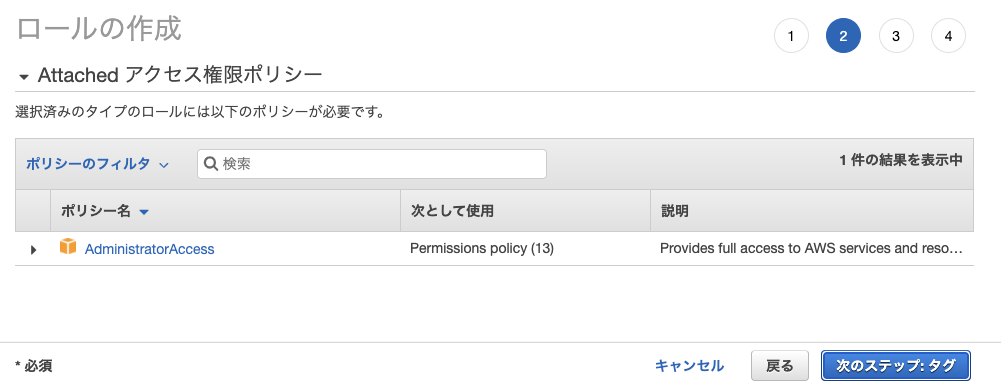 ロールの作成
1 2 3 4
Attached アクセス権限ポリシー
選択済みのタイプのロールには以下のポリシーが必要です。
ポリシーのフィルタ 検索 1 件の結果を表示中
ポリシー名 次として使用 説明
AdministratorAccess Permissions policy (13) Provides full access to AWS services and reso…
* 必須 キャンセル 戻る 次のステップ: タグ